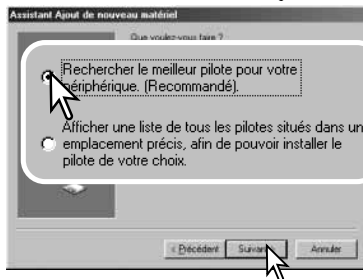 Assistant Ajout de nouveau matériel
Que voulez-vous faire ?
Rechercher le meilleur pilote pour votre
périphérique. (Recommandé).
Afficher une liste de tous les pilotes situés dans un
emplacement précis, afin de pouvoir installer le
pilote de votre choix.
< Précédent Suivant > Annuler